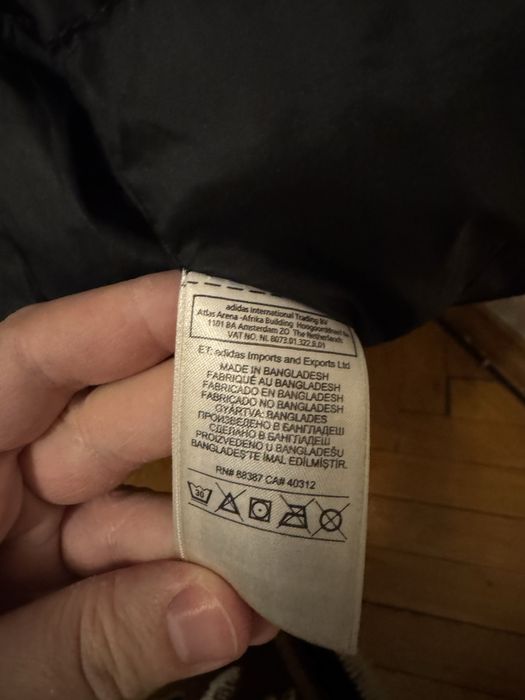 adidas International Trading BV
Atlas Arena -Afrika Building Hoogoorddreef 9a
1101 BA Amsterdam ZO The Netherlands
VAT NO. NL 8073.01.322.B.01
ET: adidas Imports and Exports Ltd
MADE IN BANGLADESH
FABRIQUÉ AU BANGLADESH
FABRICADO EN BANGLADESH
FABRICADO NO BANGLADESH
GYÁRTVA: BANGLADES
ПРОИЗВЕДЕНО В БАНГЛАДЕШ
СДЕЛАНО В БАНГЛАДЕШ
PROIZVEDENO U BANGLADEŠU
BANGLADEŞ'TE İMAL EDİLMİŞTİR.
RN# 88387 CA# 40312
30